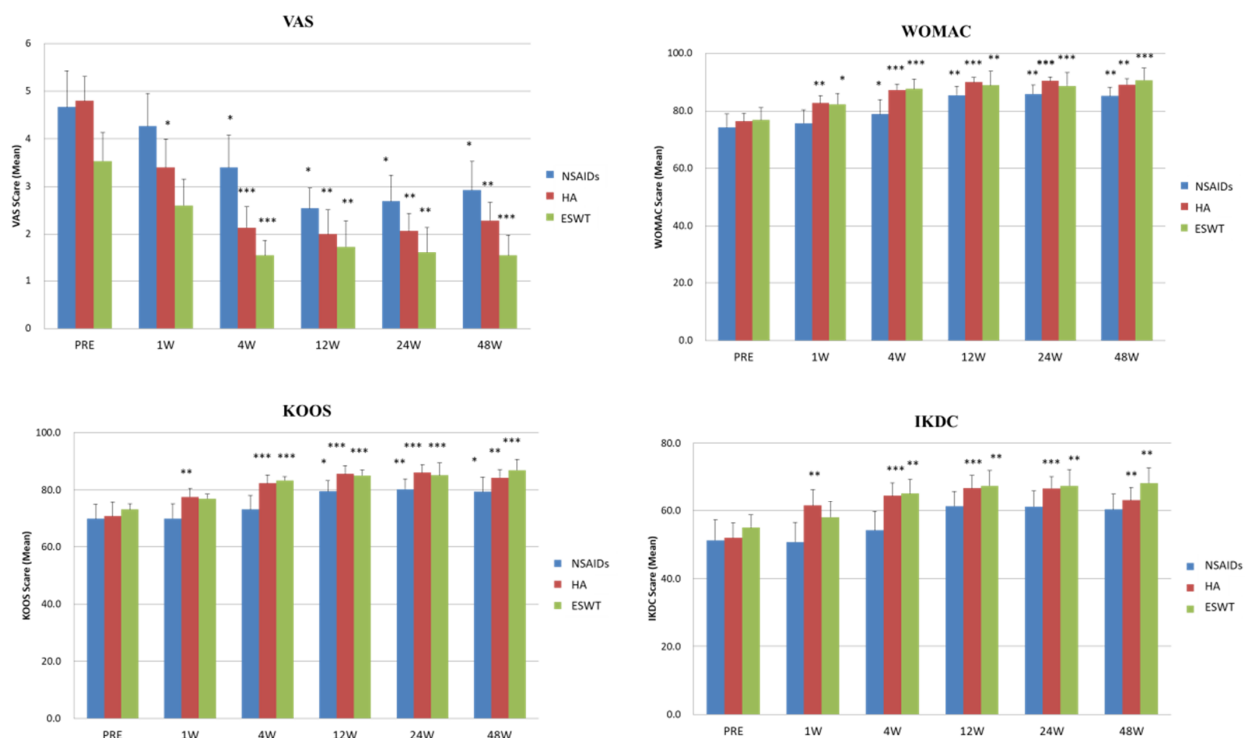 VAS
6
5
4
3
2
1
0
VAS SCare (Mean)
* * * *** *** * ** ** * ** ** * ** ***
PRE 1W 4W 12W 24W 48W
NSAIDs
HA
ESWT
WOMAC
100.0
80.0
60.0
40.0
20.0
0.0
WOMAC Scare (Mean)
** * * *** *** ** *** ** ** *** *** ** ** ***
PRE 1W 4W 12W 24W 48W
NSAIDs
HA
ESWT
KOOS
100.0
80.0
60.0
40.0
20.0
0.0
KOOS Scare (Mean)
** *** *** * *** *** ** *** *** * ** ***
PRE 1W 4W 12W 24W 48W
NSAIDs
HA
ESWT
IKDC
80.0
60.0
40.0
20.0
0.0
IKDC Scare (Mean)
** *** ** *** ** *** ** ** **
PRE 1W 4W 12W 24W 48W
NSAIDs
HA
ESWT